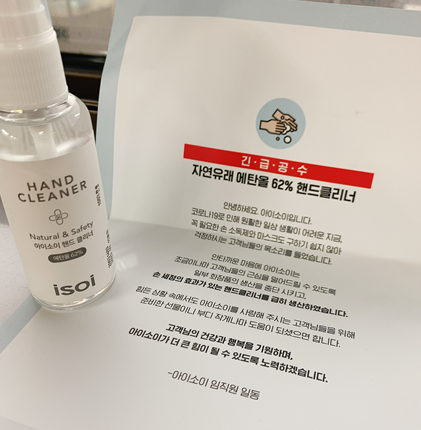 HAND
CLEANER
Natural & Safety
아이소이 핸드 클리너
에탄올 62%
isoi
긴·급·공·수
자연유래 에탄올 62% 핸드클리너
안녕하세요. 아이소이입니다.
코로나19로 인해 원활한 일상 생활이 어려운 지금,
꼭 필요한 손 소독제와 마스크도 구하기 쉽지 않아
걱정하시는 고객님들의 목소리를 들었습니다.
안타까운 마음에 아이소이는
조금이나마 고객님들의 근심을 덜어드릴 수 있도록
일부 화장품의 생산을 중단 시키고,
손 세정의 효과가 있는 핸드클리너를 급히 생산하였습니다.
힘든 상황 속에서도 아이소이를 사랑해 주시는 고객님들을 위해
준비한 선물이니 부디 작게나마 도움이 되셨으면 합니다.
고객님의 건강과 행복을 기원하며,
아이소이가 더 큰 힘이 될 수 있도록 노력하겠습니다.
-아이소이 임직원 일동